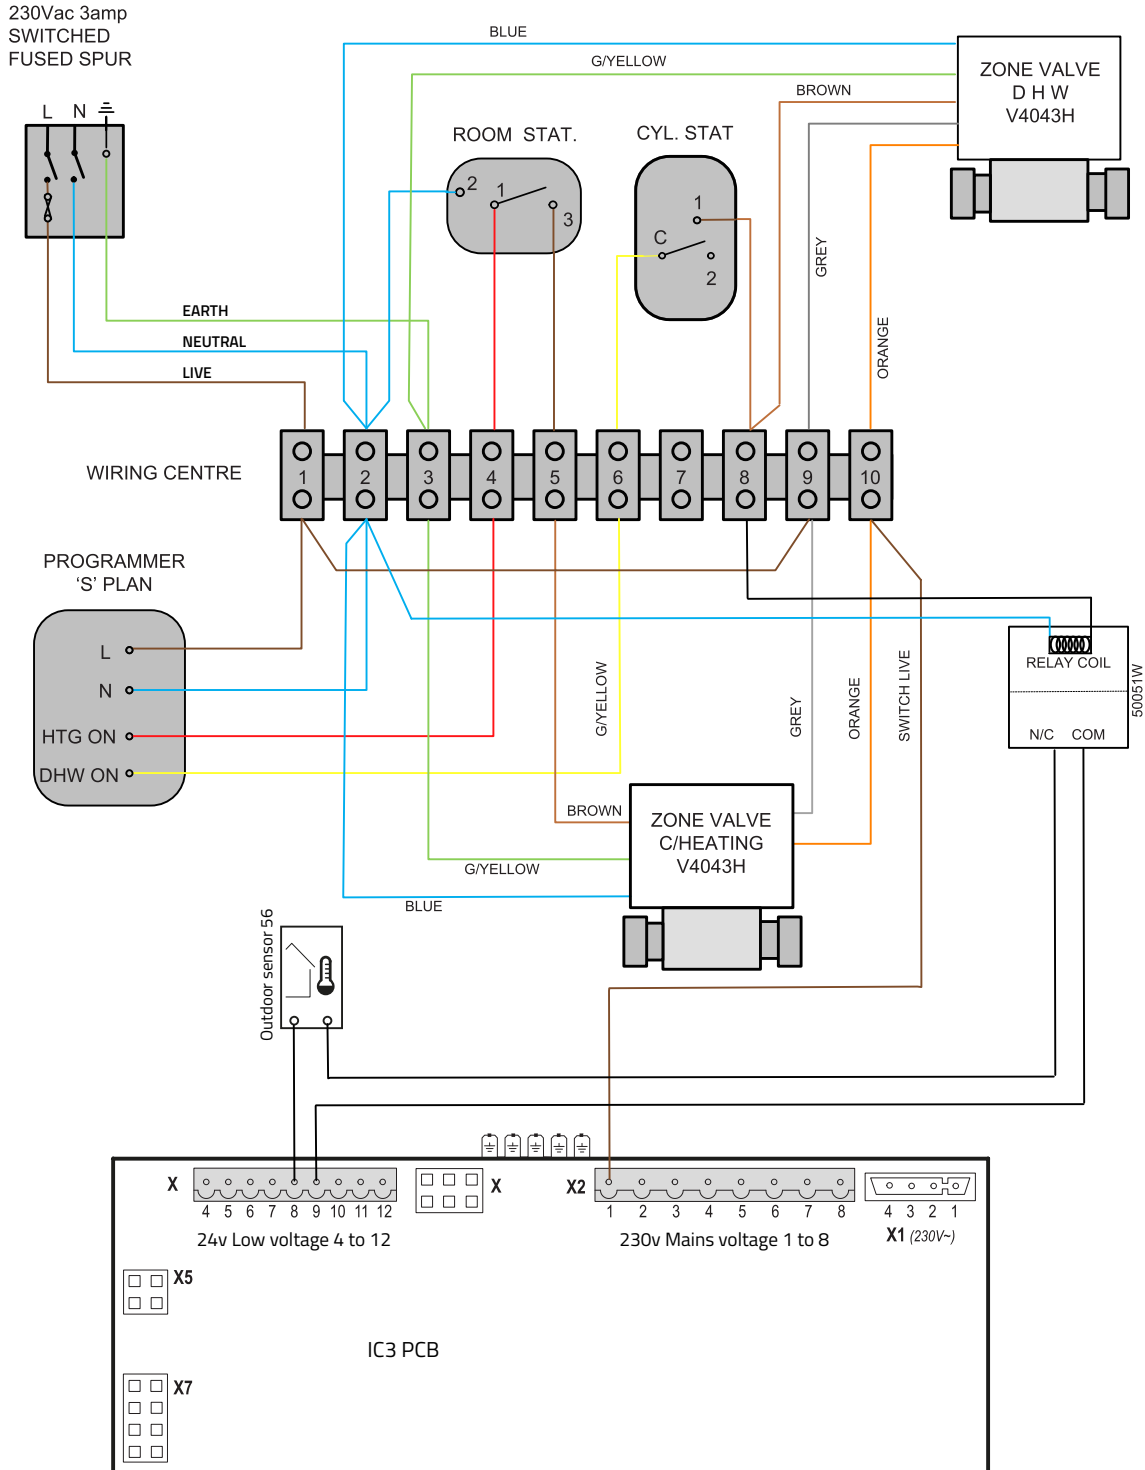 230Vac 3amp
SWITCHED
FUSED SPUR
L N
BLUE
G/YELLOW
BROWN
ZONE VALVE
D H W
V4043H
ROOM STAT.
2
1
3
CYL. STAT
1
C
2
GREY
ORANGE
EARTH
NEUTRAL
LIVE
WIRING CENTRE
1 2 3 4 5 6 7 8 9 10
PROGRAMMER
‘S’ PLAN
L
N
HTG ON
DHW ON
G/YELLOW
GREY
ORANGE
SWITCH LIVE
RELAY COIL
N/C COM
50051W
BROWN
G/YELLOW
BLUE
ZONE VALVE
C/HEATING
V4043H
Outdoor sensor 56
X
4 5 6 7 8 9 10 11 12
24v Low voltage 4 to 12
X
X2
1 2 3 4 5 6 7 8
230v Mains voltage 1 to 8
4 3 2 1
X1 (230V~)
X5
IC3 PCB
X7